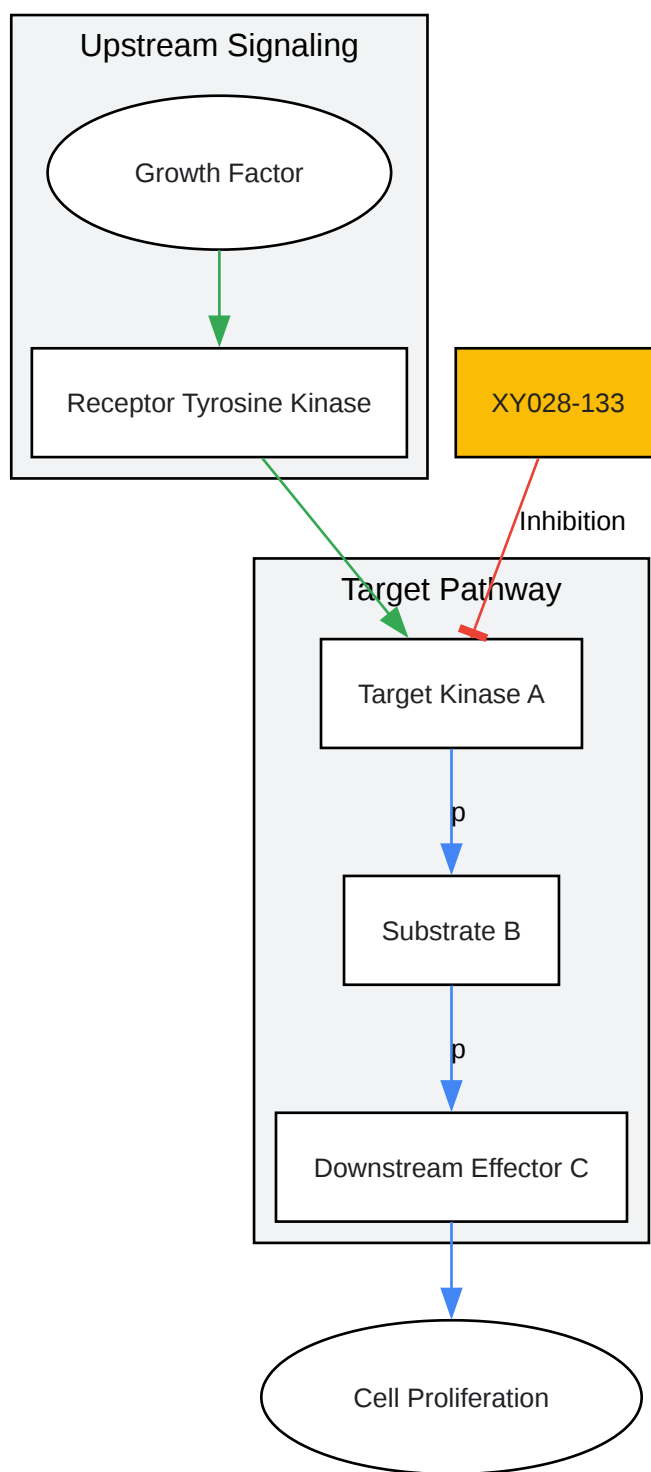 Upstream Signaling
Growth Factor
Receptor Tyrosine Kinase
XY028-133
Inhibition
Target Pathway
Target Kinase A
p
Substrate B
p
Downstream Effector C
Cell Proliferation